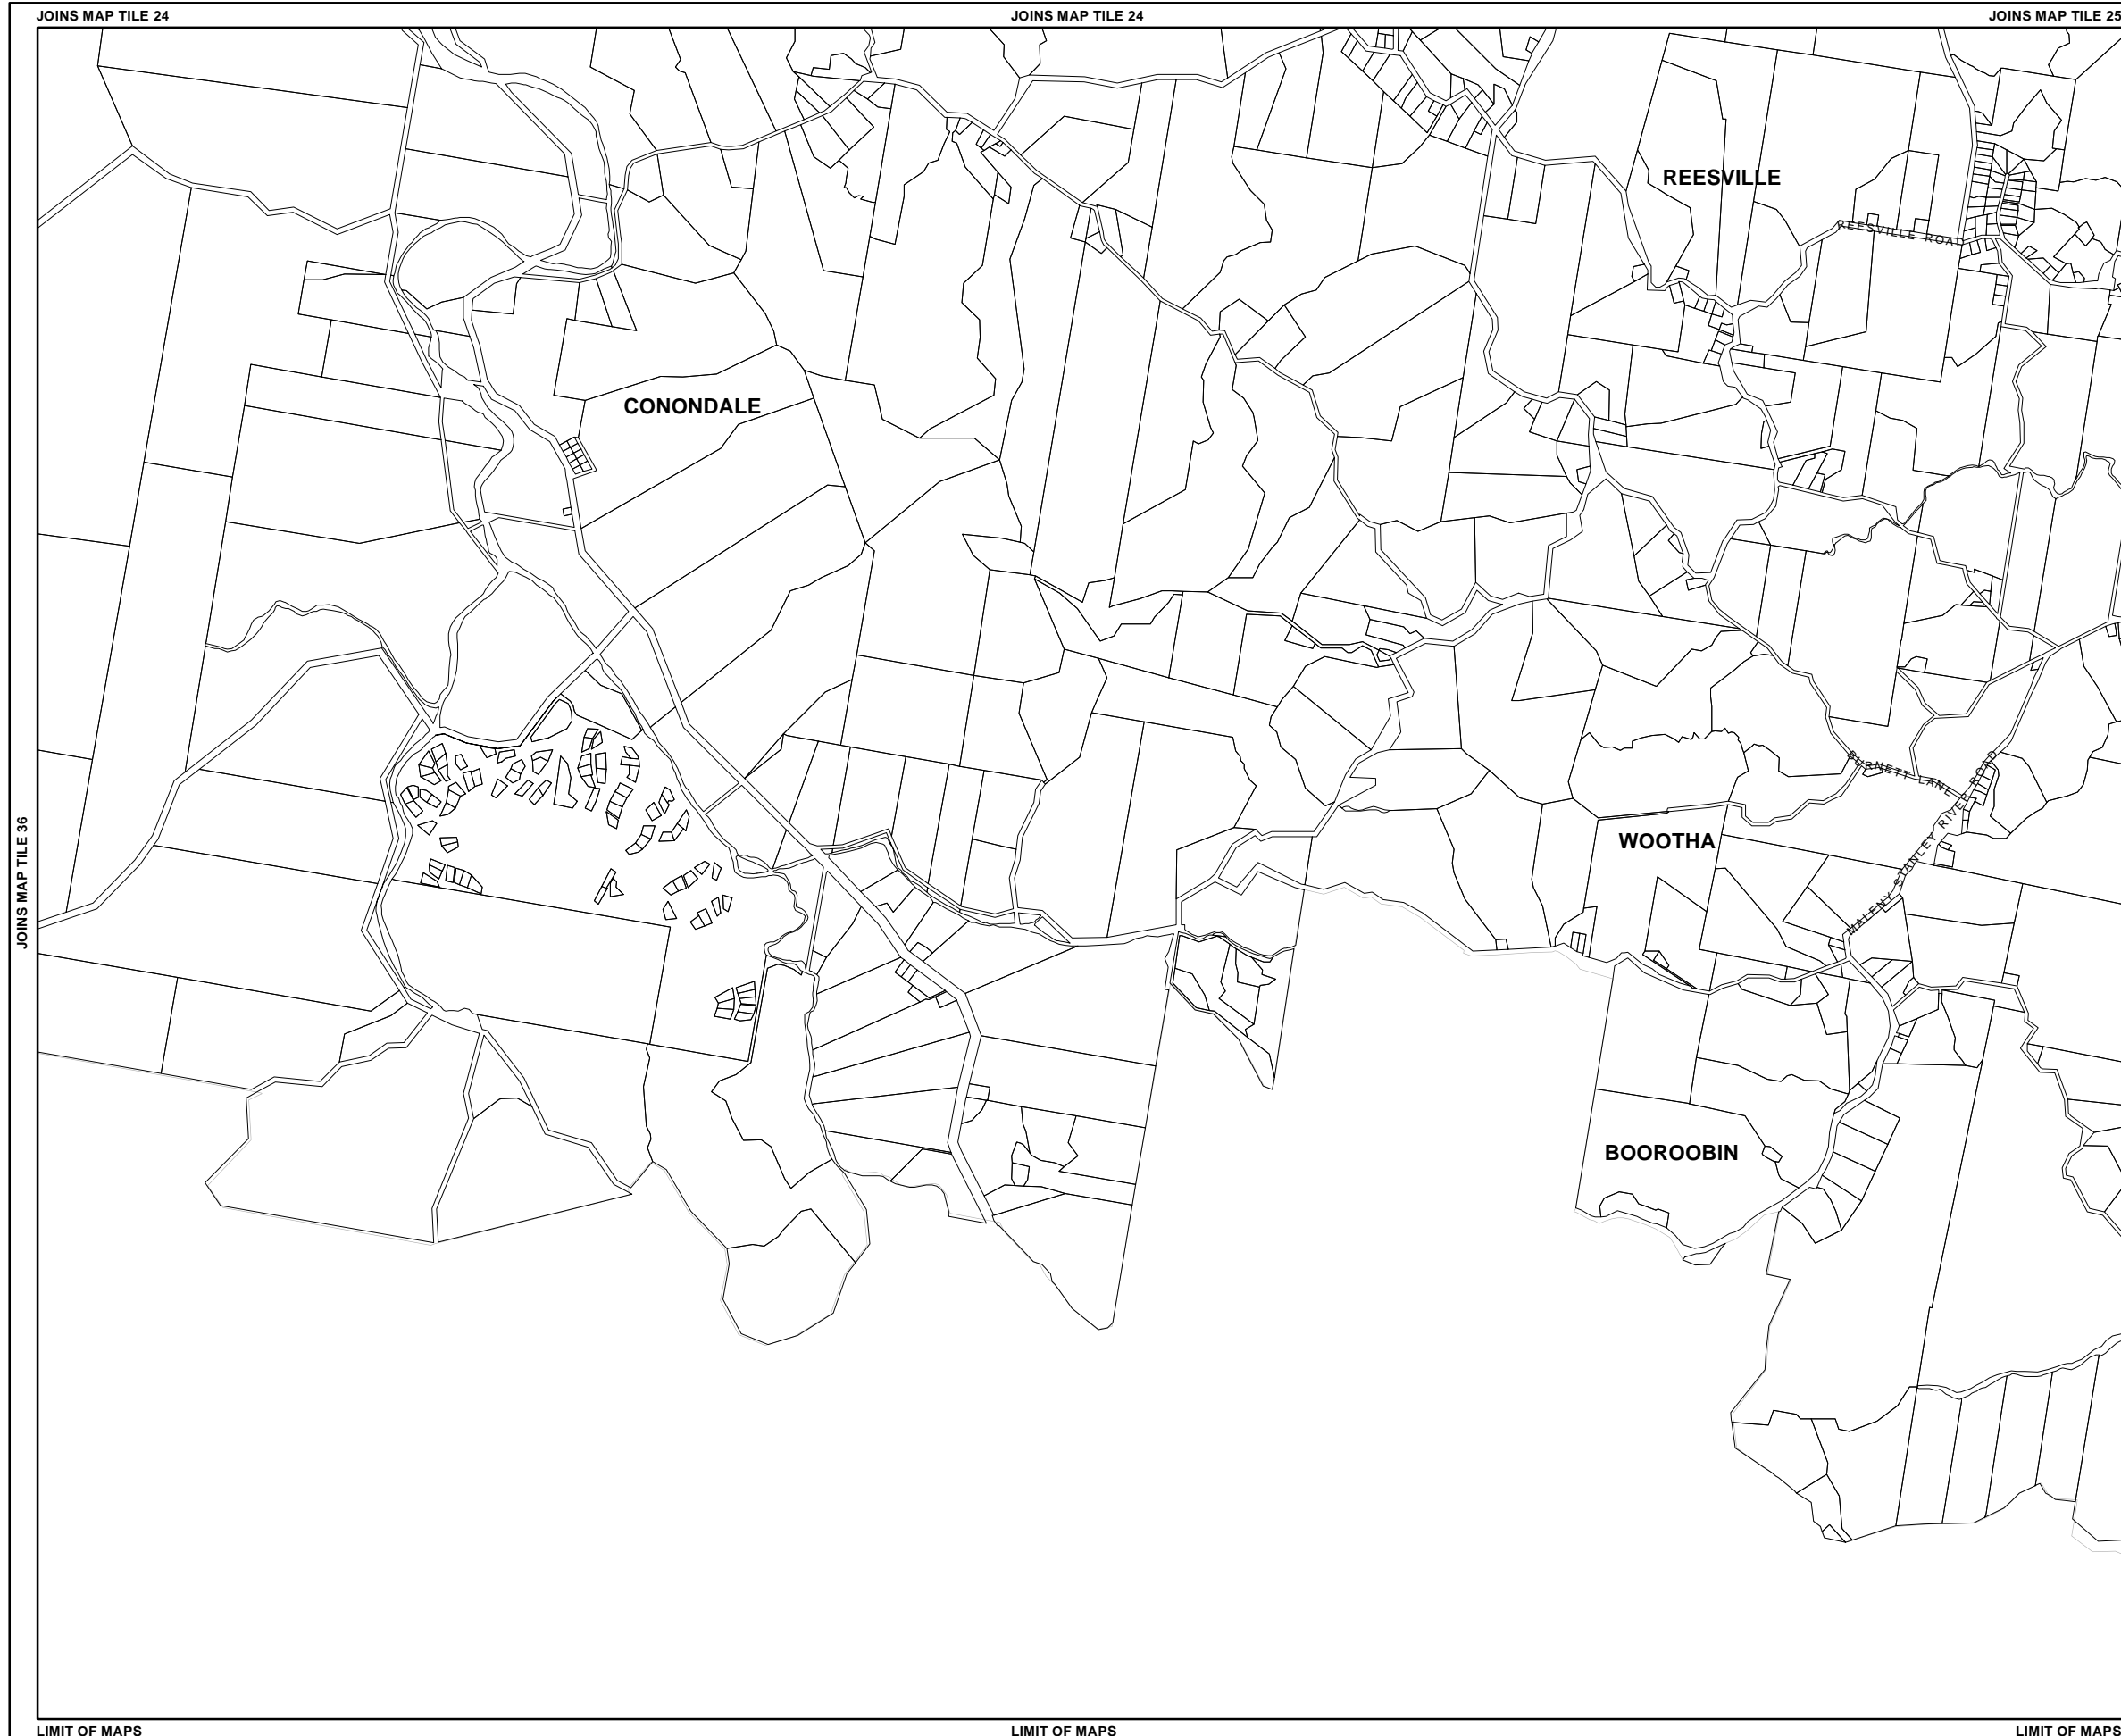 JOINS MAP TILE 24
JOINS MAP TILE 24
JOINS MAP TILE 25
REESVILLE
REESVILLE ROAD
CONONDALE
BURNETT LANE
MALENY STANLEY RIVER ROAD
WOOTHA
JOINS MAP TILE 36
BOOROOBIN
LIMIT OF MAPS
LIMIT OF MAPS
LIMIT OF MAPS